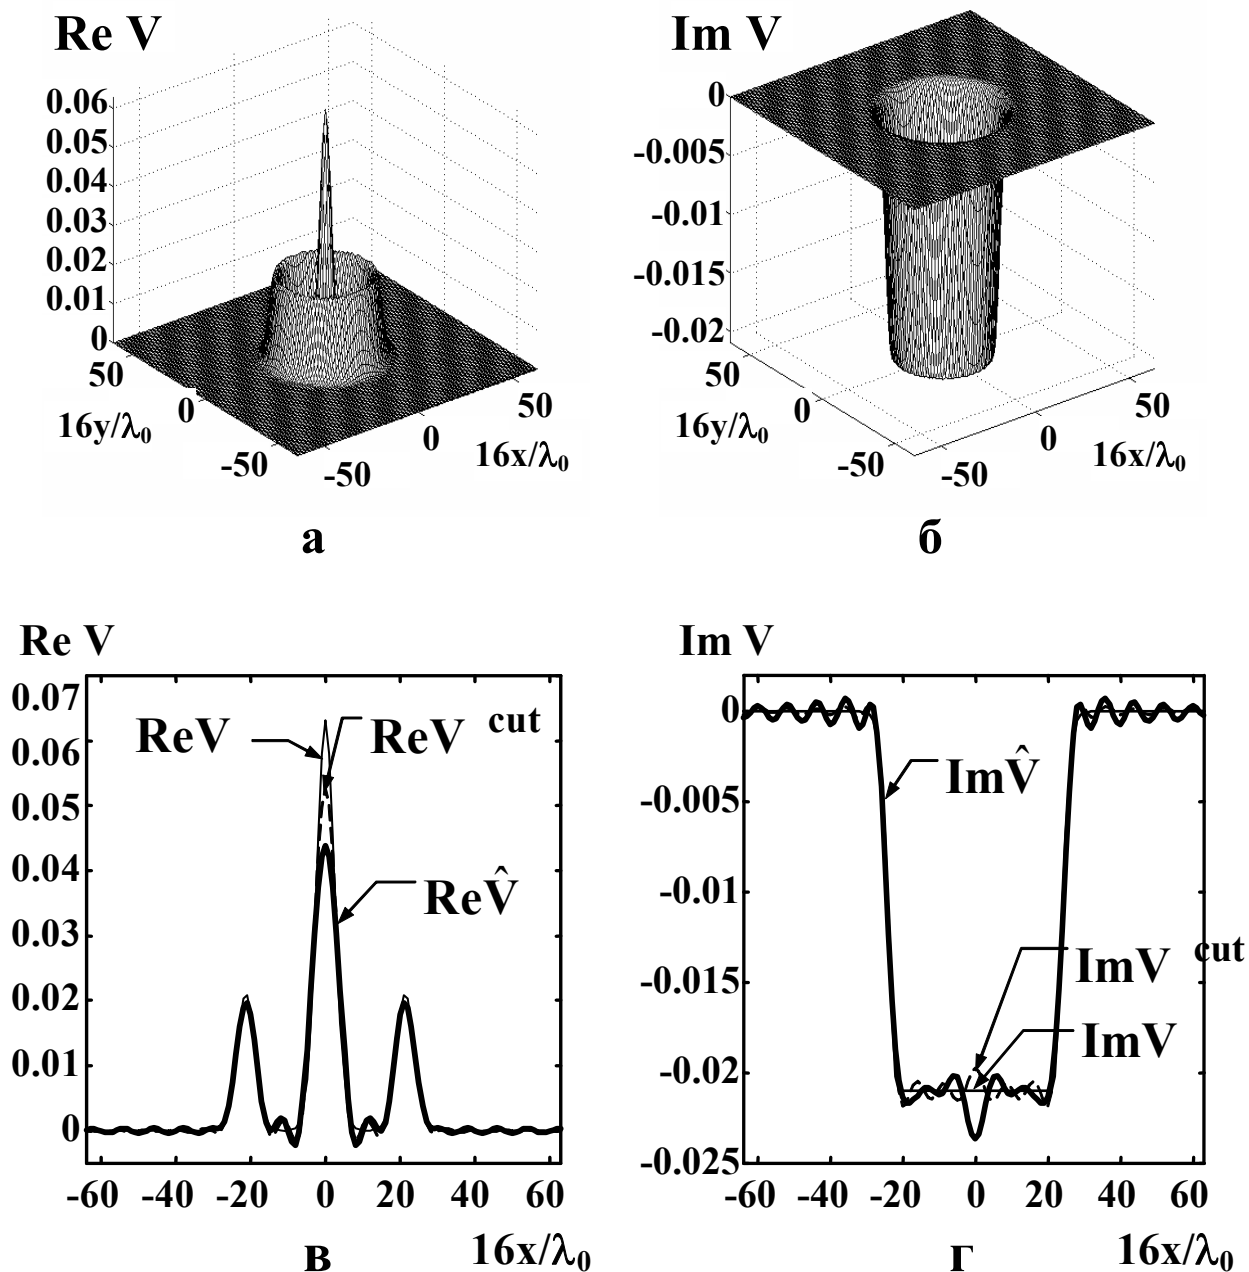 Re V
0.06
0.05
0.04
0.03
0.02
0.01
0
50
0
-50
16y/λ₀
-50
0
50
16x/λ₀
а
Im V
0
-0.005
-0.01
-0.015
-0.02
50
0
-50
16y/λ₀
-50
0
50
16x/λ₀
б
Re V
0.07
0.06
0.05
0.04
0.03
0.02
0.01
0
ReV
ReV cut
ReV̂
-60 -40 -20 0 20 40 60
16x/λ₀
в
Im V
0
-0.005
-0.01
-0.015
-0.02
-0.025
ImV̂
ImV cut
ImV
-60 -40 -20 0 20 40 60
16x/λ₀
г